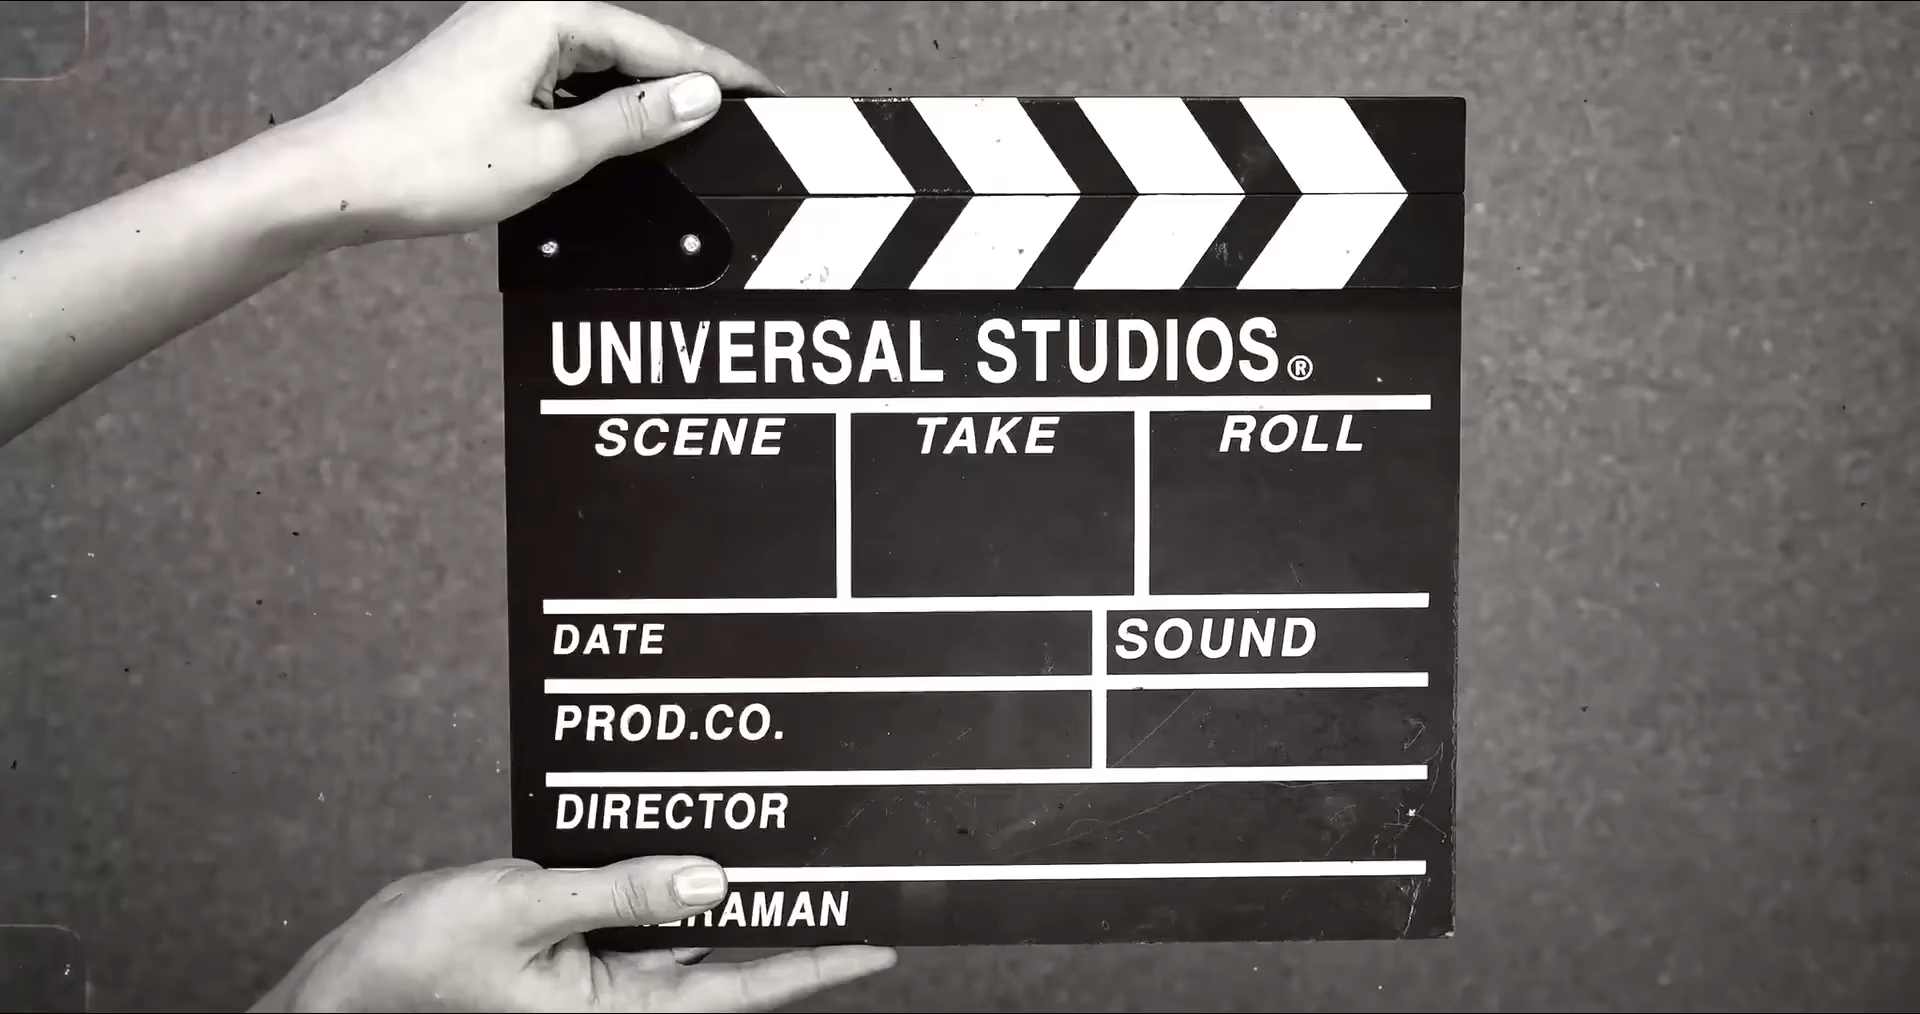 UNIVERSAL STUDIOS®
SCENE TAKE ROLL
DATE SOUND
PROD.CO.
DIRECTOR